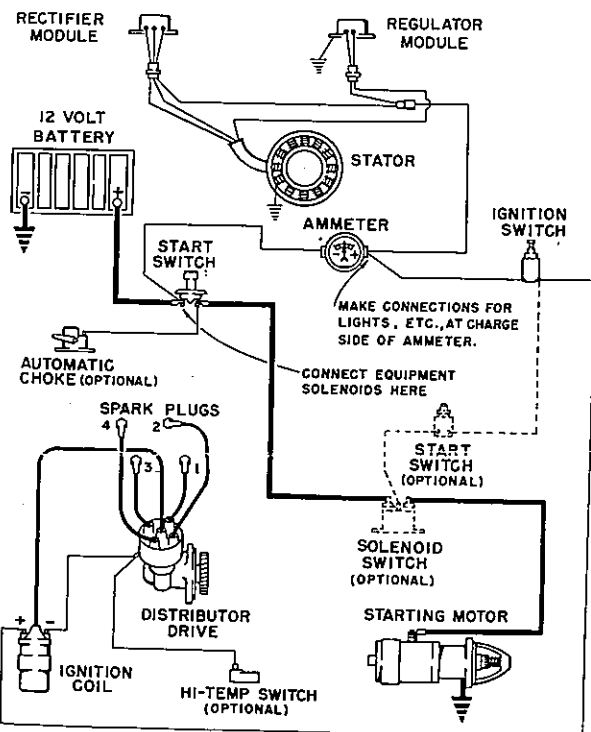 RECTIFIER
MODULE
REGULATOR
MODULE
12 VOLT
BATTERY
- +
STATOR
AMMETER
- +
IGNITION
SWITCH
START
SWITCH
MAKE CONNECTIONS FOR
LIGHTS, ETC., AT CHARGE
SIDE OF AMMETER.
AUTOMATIC
CHOKE (OPTIONAL)
CONNECT EQUIPMENT
SOLENOIDS HERE
SPARK PLUGS
4 2
3 1
START
SWITCH
(OPTIONAL)
SOLENOID
SWITCH
(OPTIONAL)
DISTRIBUTOR
DRIVE
STARTING MOTOR
+ -
IGNITION
COIL
HI-TEMP SWITCH
(OPTIONAL)